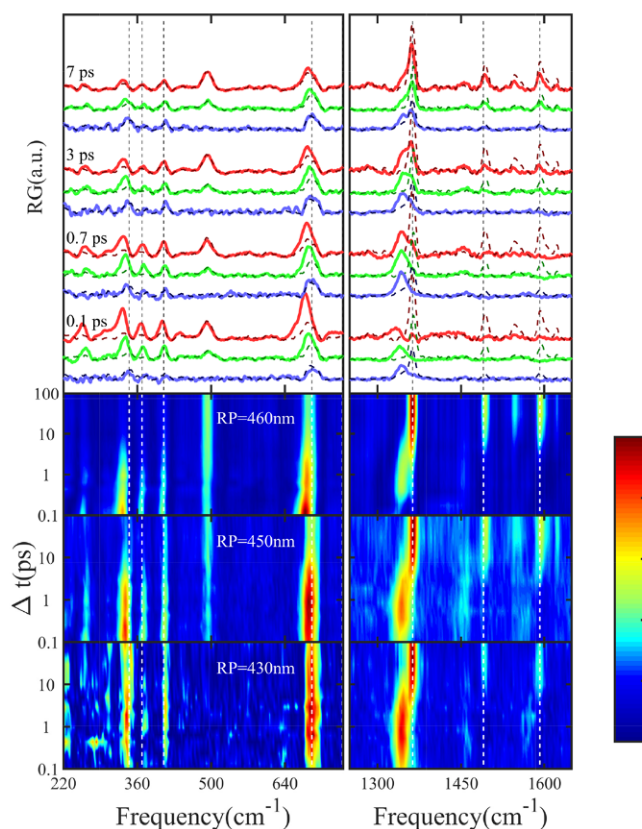 7 ps
3 ps
0.7 ps
0.1 ps
RG(a.u.)
100
RP=460nm
10
1
0.1
RP=450nm
10
1
0.1
RP=430nm
10
1
0.1
Δ t(ps)
220 360 500 640 1300 1450 1600
Frequency(cm⁻¹) Frequency(cm⁻¹)